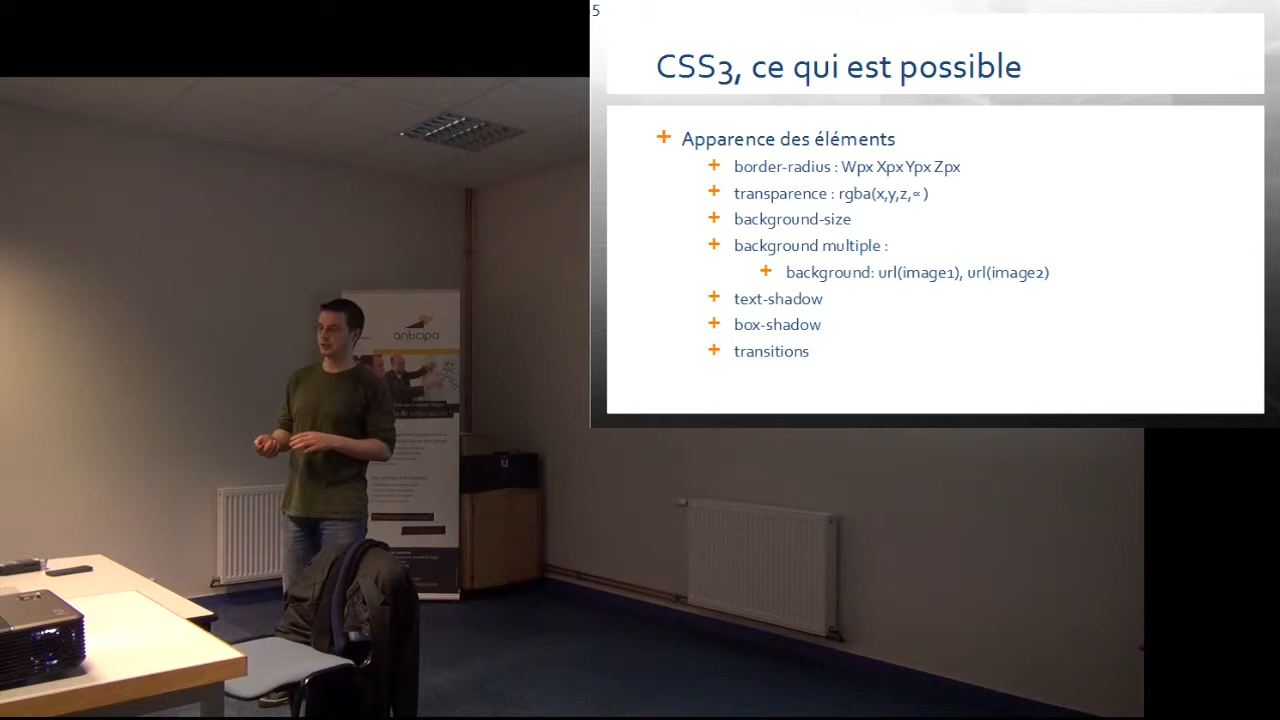 5
CSS3, ce qui est possible
Apparence des éléments
border-radius : Wpx Xpx Ypx Zpx
transparence : rgba(x,y,z,∝)
background-size
background multiple :
background: url(image1), url(image2)
text-shadow
box-shadow
transitions
anticipa